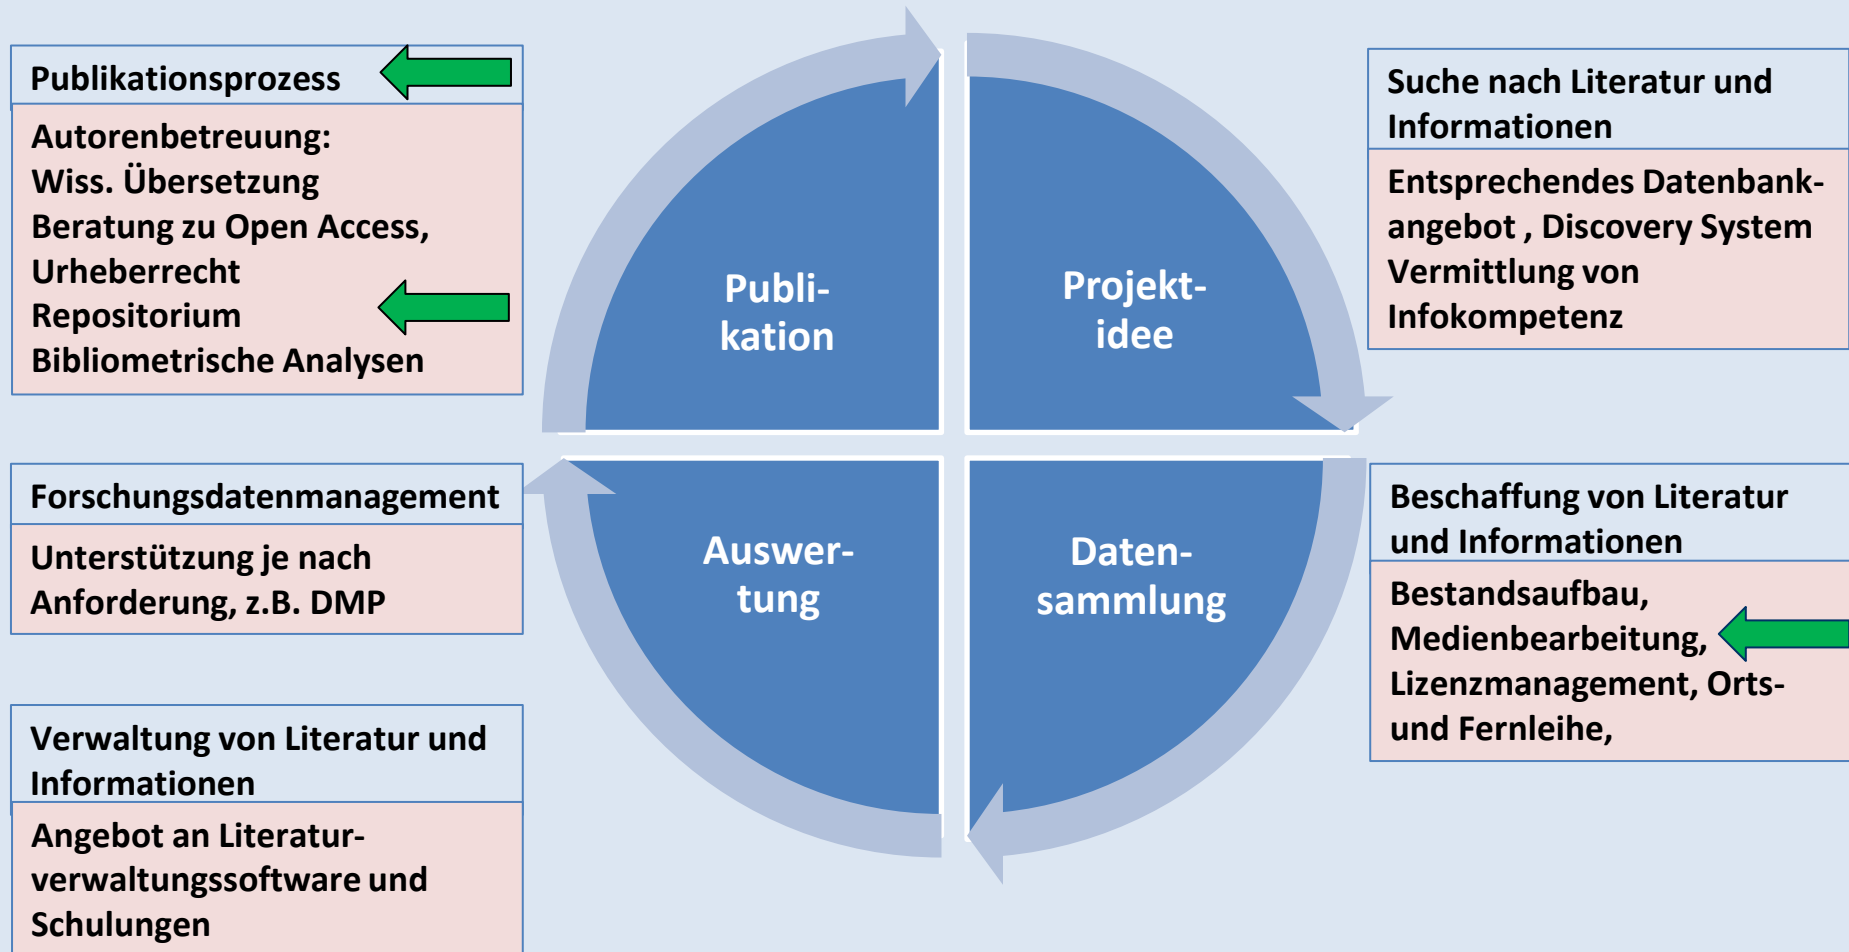 Publikationsprozess
Autorenbetreuung:
Wiss. Übersetzung
Beratung zu Open Access,
Urheberrecht
Repositorium
Bibliometrische Analysen
Forschungsdatenmanagement
Unterstützung je nach
Anforderung, z.B. DMP
Verwaltung von Literatur und
Informationen
Angebot an Literatur-
verwaltungssoftware und
Schulungen
Publi-
kation
Projekt-
idee
Auswer-
tung
Daten-
sammlung
Suche nach Literatur und
Informationen
Entsprechendes Datenbank-
angebot , Discovery System
Vermittlung von
Infokompetenz
Beschaffung von Literatur
und Informationen
Bestandsaufbau,
Medienbearbeitung,
Lizenzmanagement, Orts-
und Fernleihe,